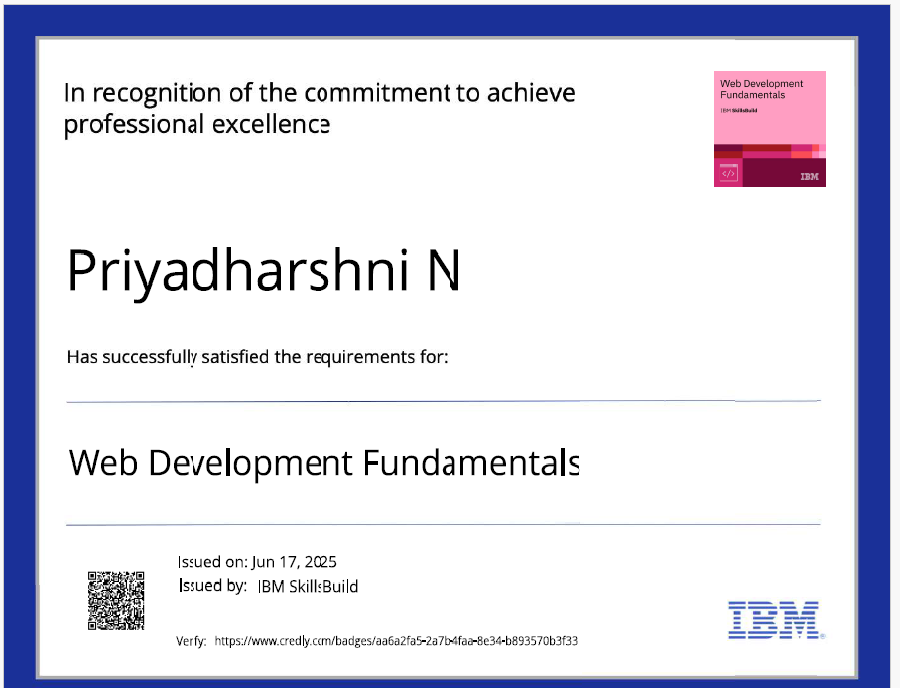 In recognition of the commitment to achieve
professional excellence
Web Development
Fundamentals
IBM SkillsBuild
</>
IBM
Priyadharshni N
Has successfully satisfied the requirements for:
Web Development Fundamentals
Issued on: Jun 17, 2025
Issued by: IBM SkillsBuild
Verfy: https://www.credly.com/badges/aa6a2fa5-2a7b-4faa-8e34-b893570b3f33
IBM®